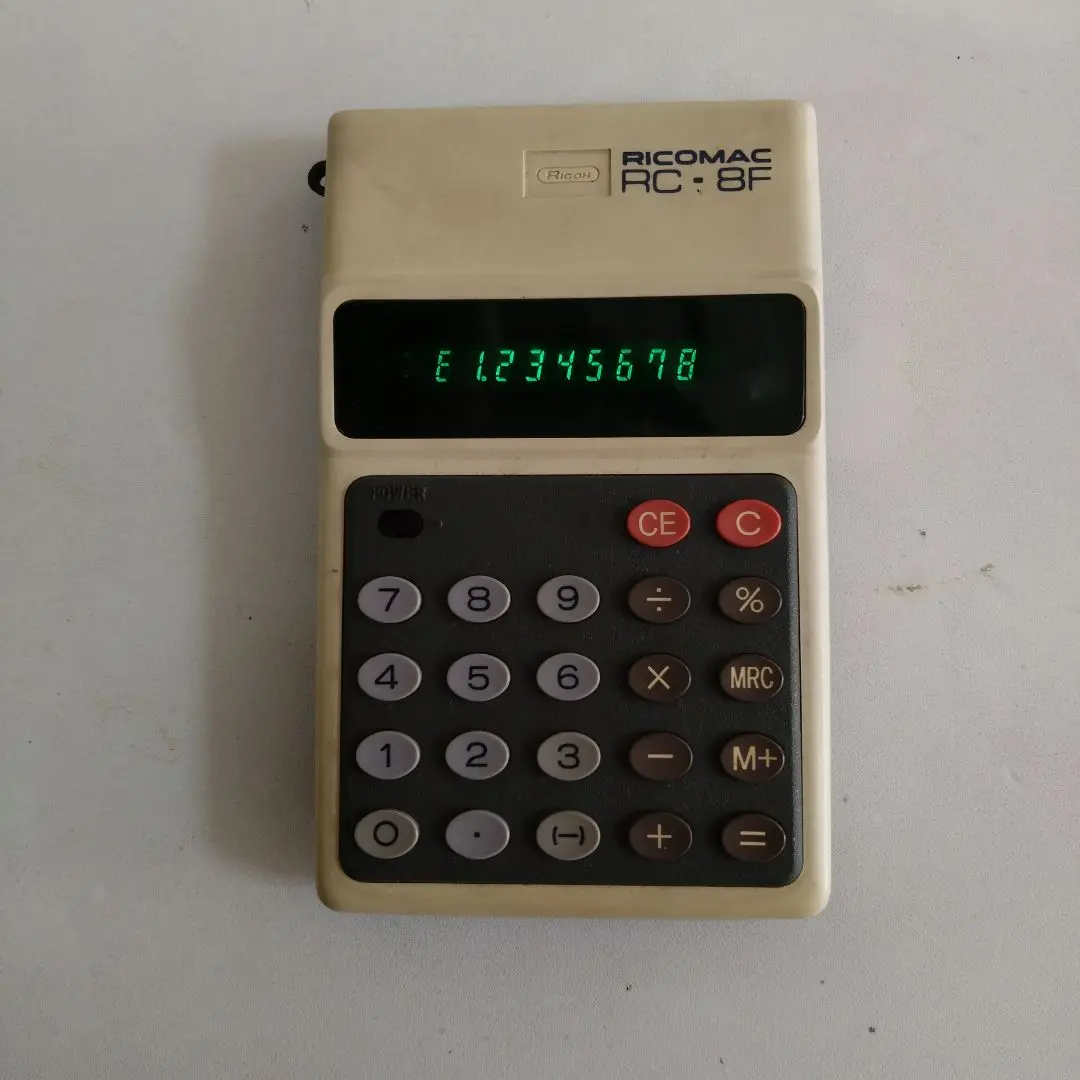 RICOH
RICOMAC
RC·8F
E 1.2345678
POWER
CE C
7 8 9 ÷ %
4 5 6 × MRC
1 2 3 − M+
0 · (−) + =